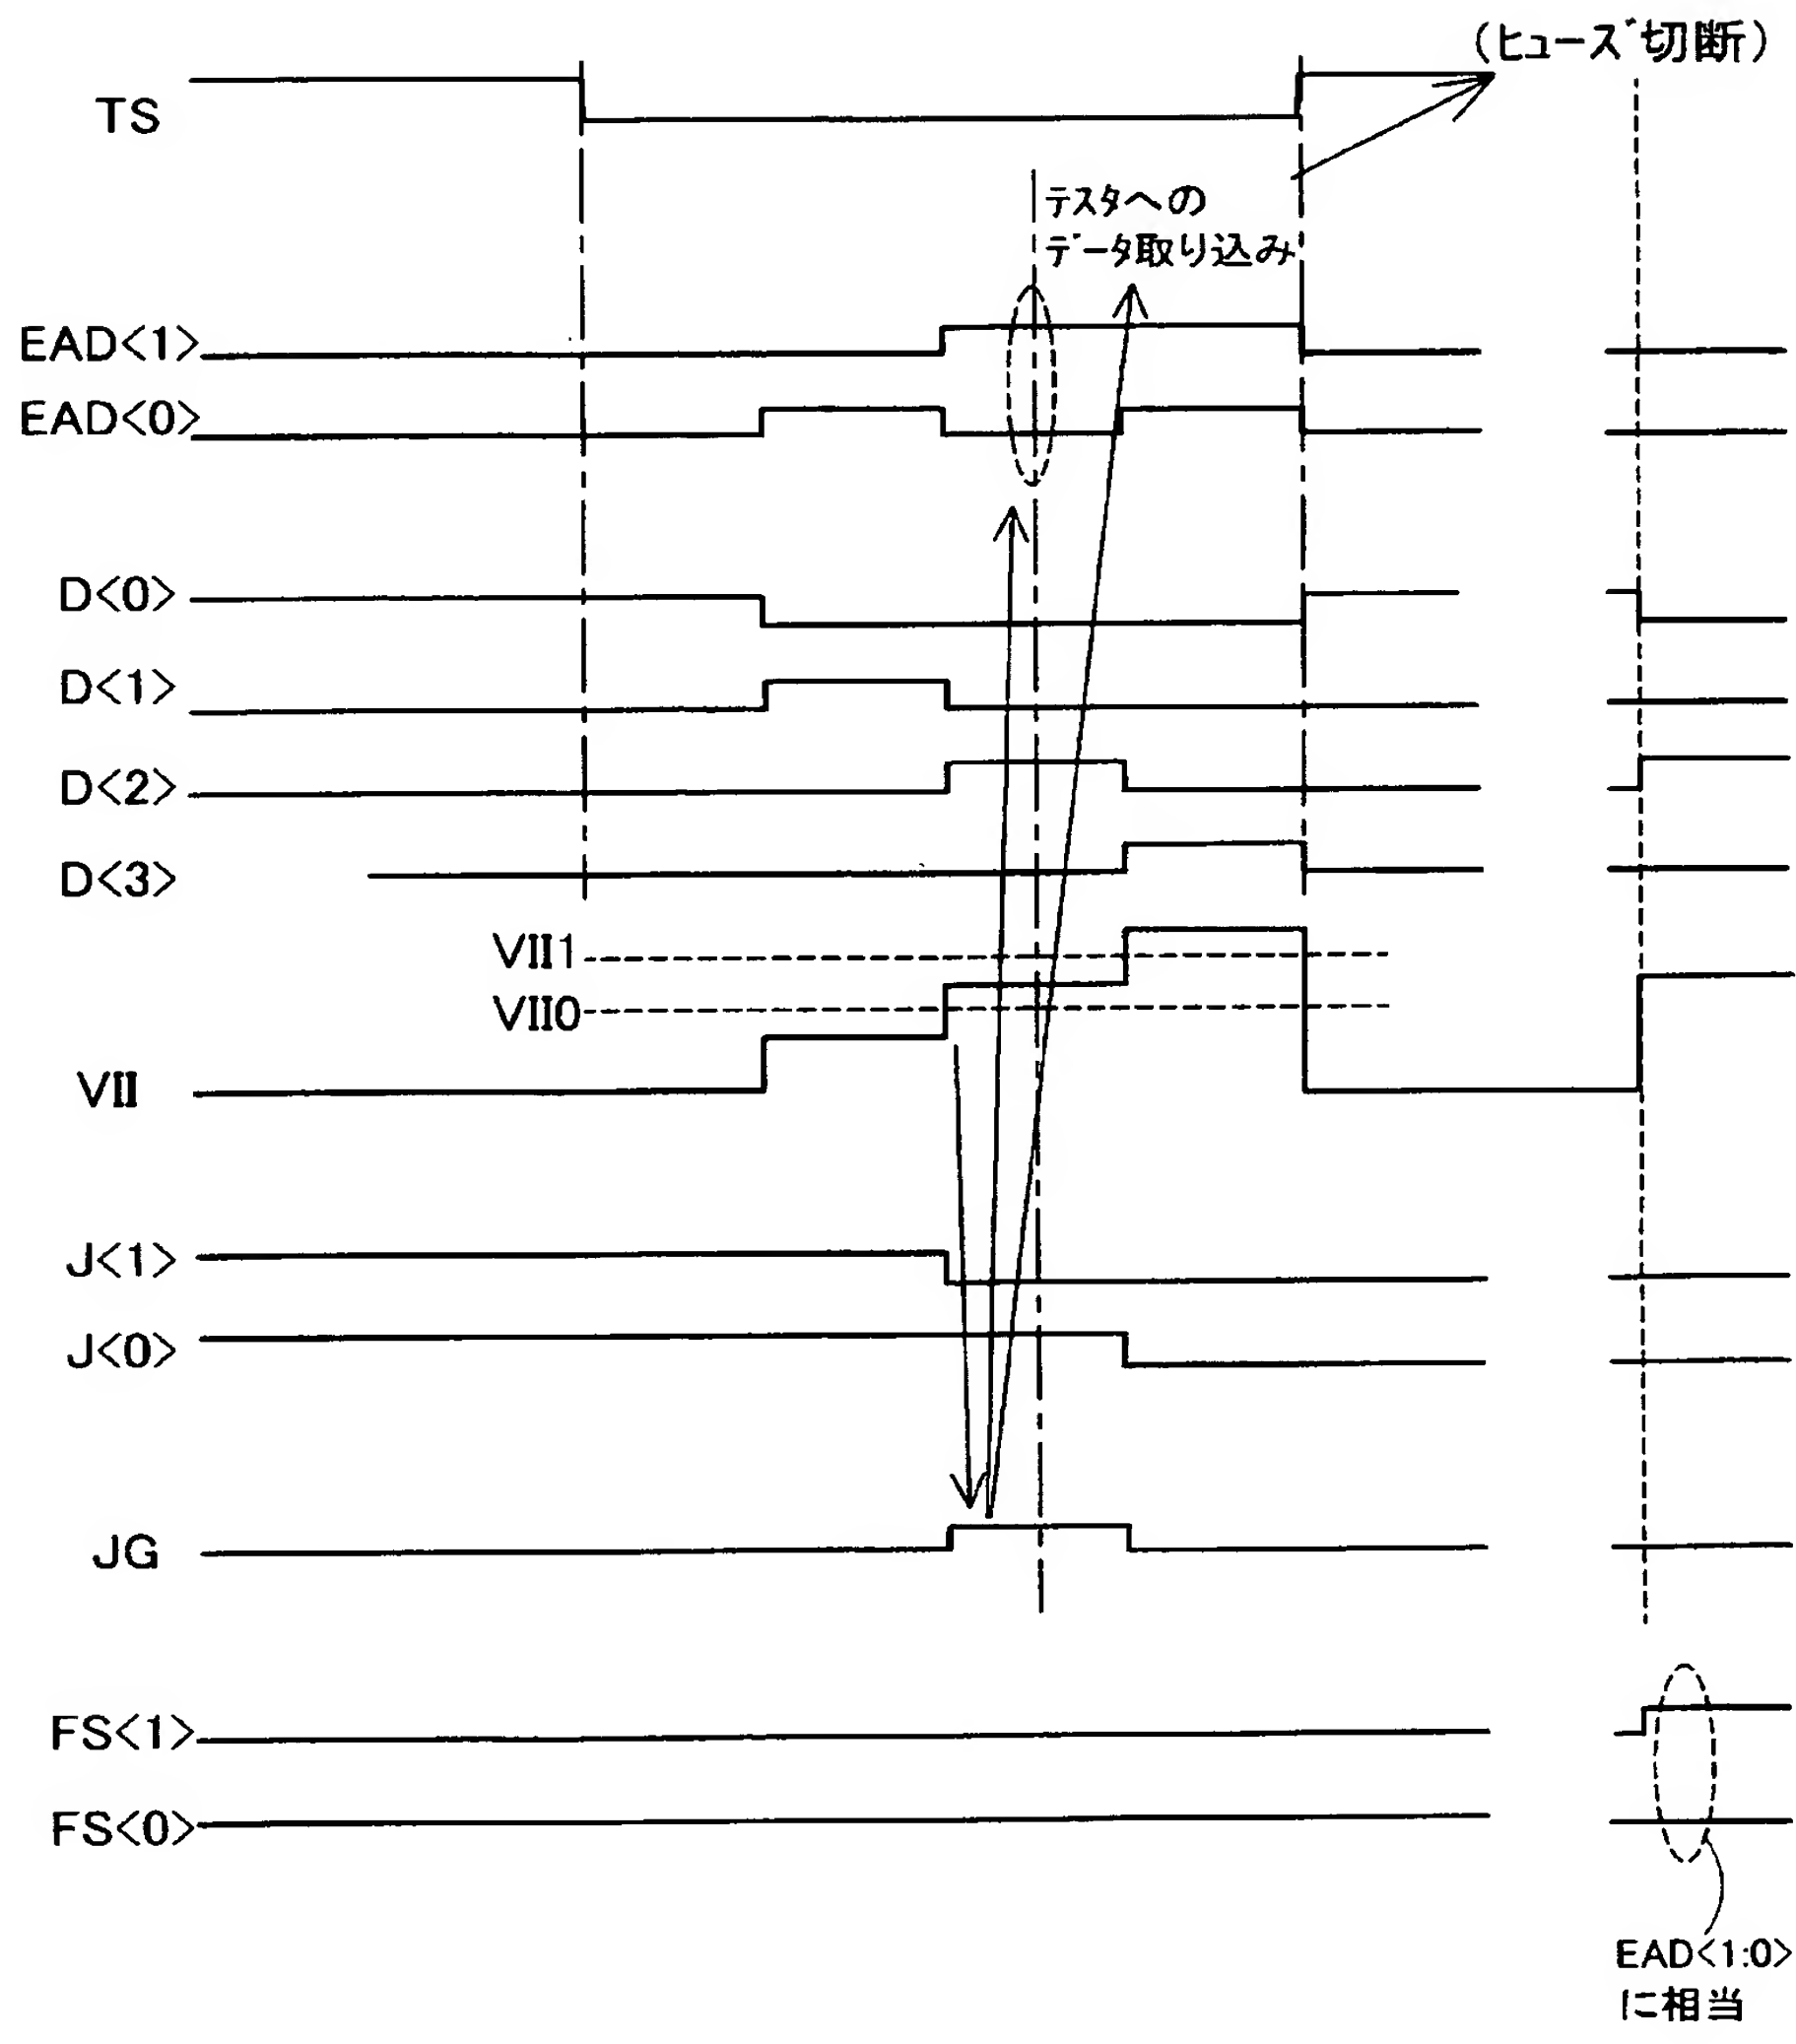 (ヒューズ切断)
TS
テスタへの
データ取り込み
EAD<1>
EAD<0>
D<0>
D<1>
D<2>
D<3>
VII1
VII0
VII
J<1>
J<0>
JG
FS<1>
FS<0>
EAD<1:0>
に相当